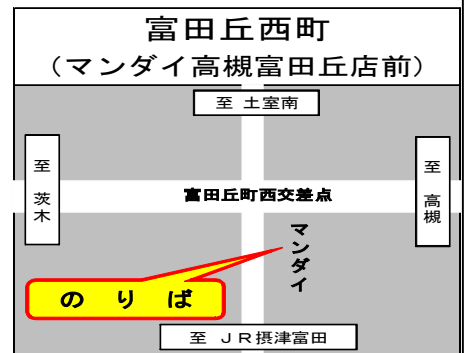 富田丘西町
（マンダイ高槻富田丘店前）
至 土室南
至 茨木
至 高槻
富田丘町西交差点
マンダイ
のりば
至 ＪＲ摂津富田